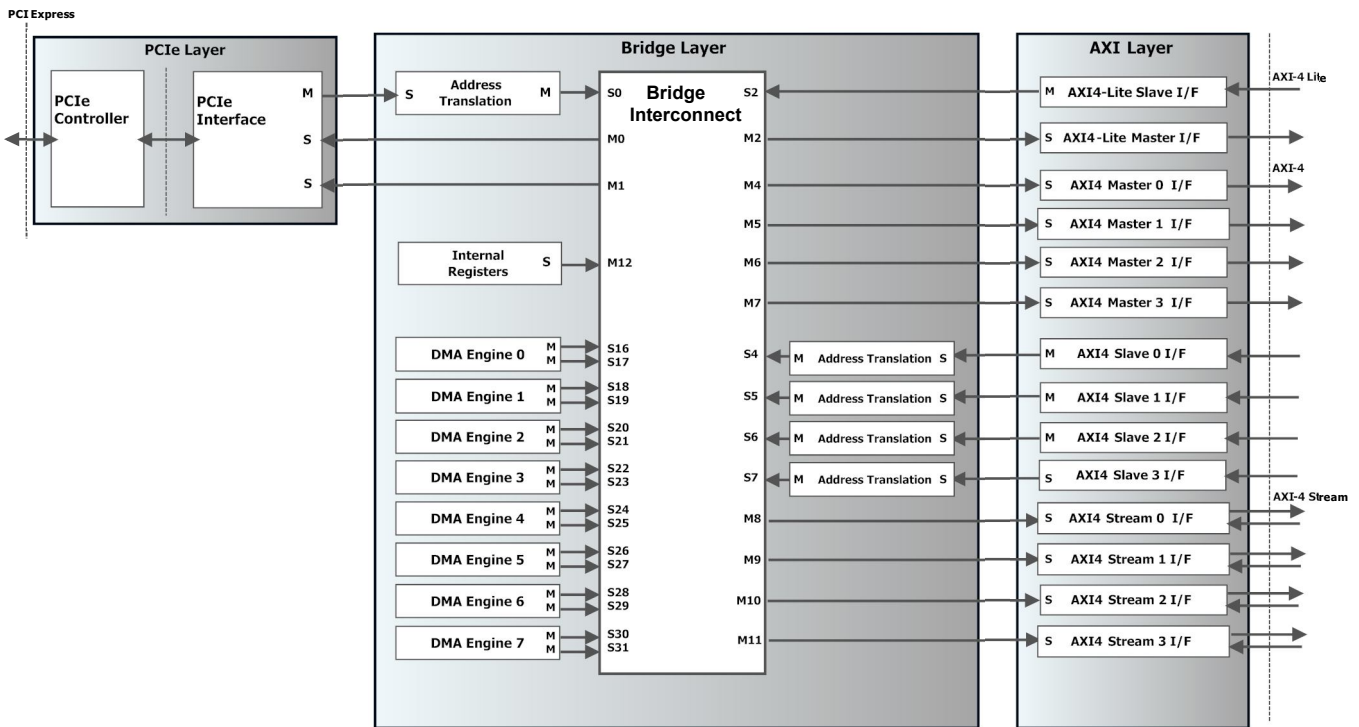 PCI Express
PCIe Layer
PCIe
Controller
PCIe
Interface
M
S
S
Bridge Layer
S Address
Translation M
Bridge
Interconnect
S0
M0
M1
Internal
Registers S
M12
DMA Engine 0 M
M
S16
S17
DMA Engine 1 M
M
S18
S19
DMA Engine 2 M
M
S20
S21
DMA Engine 3 M
M
S22
S23
DMA Engine 4 M
M
S24
S25
DMA Engine 5 M
M
S26
S27
DMA Engine 6 M
M
S28
S29
DMA Engine 7 M
M
S30
S31
S2
M2
M4
M5
M6
M7
S4
M Address Translation S
S5
M Address Translation S
S6
M Address Translation S
S7
M Address Translation S
M8
M9
M10
M11
AXI Layer
M AXI4-Lite Slave I/F
S AXI4-Lite Master I/F
S AXI4 Master 0 I/F
S AXI4 Master 1 I/F
S AXI4 Master 2 I/F
S AXI4 Master 3 I/F
M AXI4 Slave 0 I/F
M AXI4 Slave 1 I/F
M AXI4 Slave 2 I/F
S AXI4 Slave 3 I/F
S AXI4 Stream 0 I/F
S AXI4 Stream 1 I/F
S AXI4 Stream 2 I/F
S AXI4 Stream 3 I/F
AXI-4 Lite
AXI-4
AXI-4 Stream